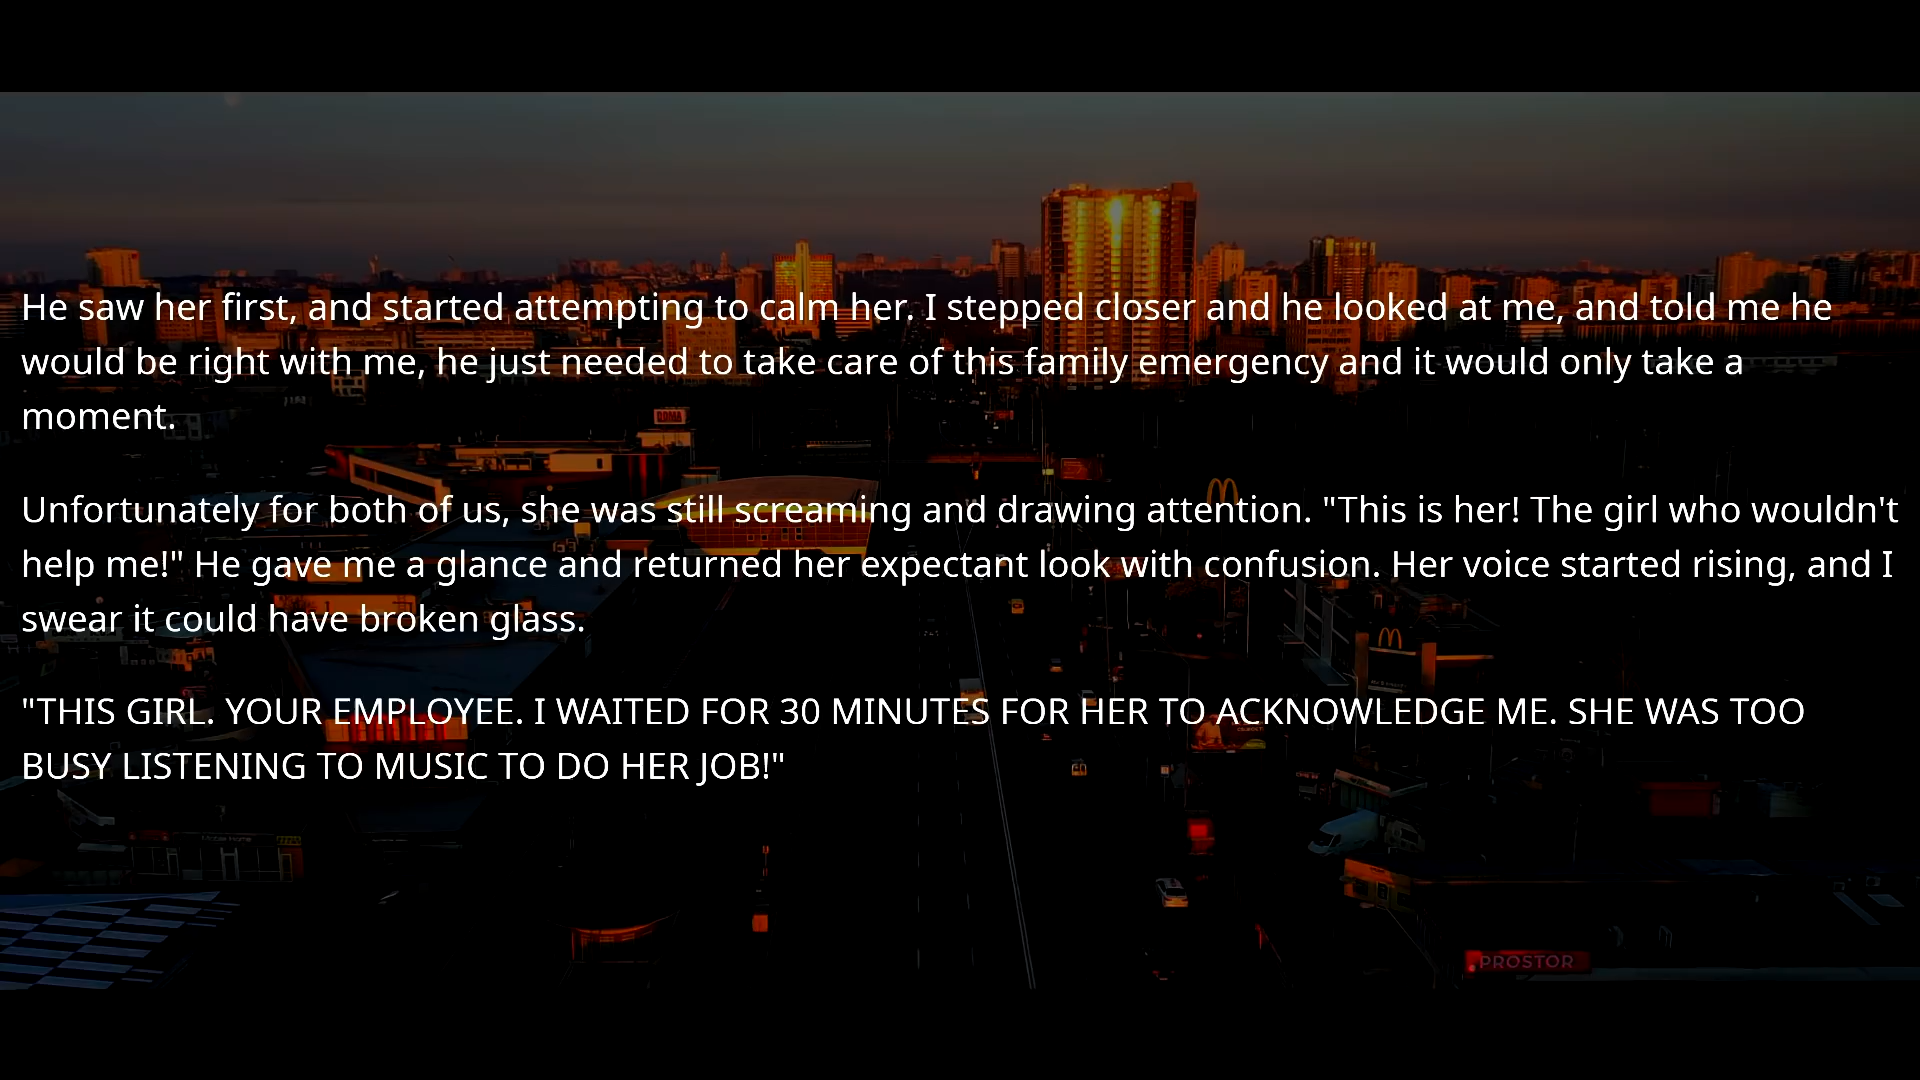 He saw her first, and started attempting to calm her. I stepped closer and he looked at me, and told me he
would be right with me, he just needed to take care of this family emergency and it would only take a
moment.
Unfortunately for both of us, she was still screaming and drawing attention. "This is her! The girl who wouldn't
help me!" He gave me a glance and returned her expectant look with confusion. Her voice started rising, and I
swear it could have broken glass.
"THIS GIRL. YOUR EMPLOYEE. I WAITED FOR 30 MINUTES FOR HER TO ACKNOWLEDGE ME. SHE WAS TOO
BUSY LISTENING TO MUSIC TO DO HER JOB!"
PROSTOR